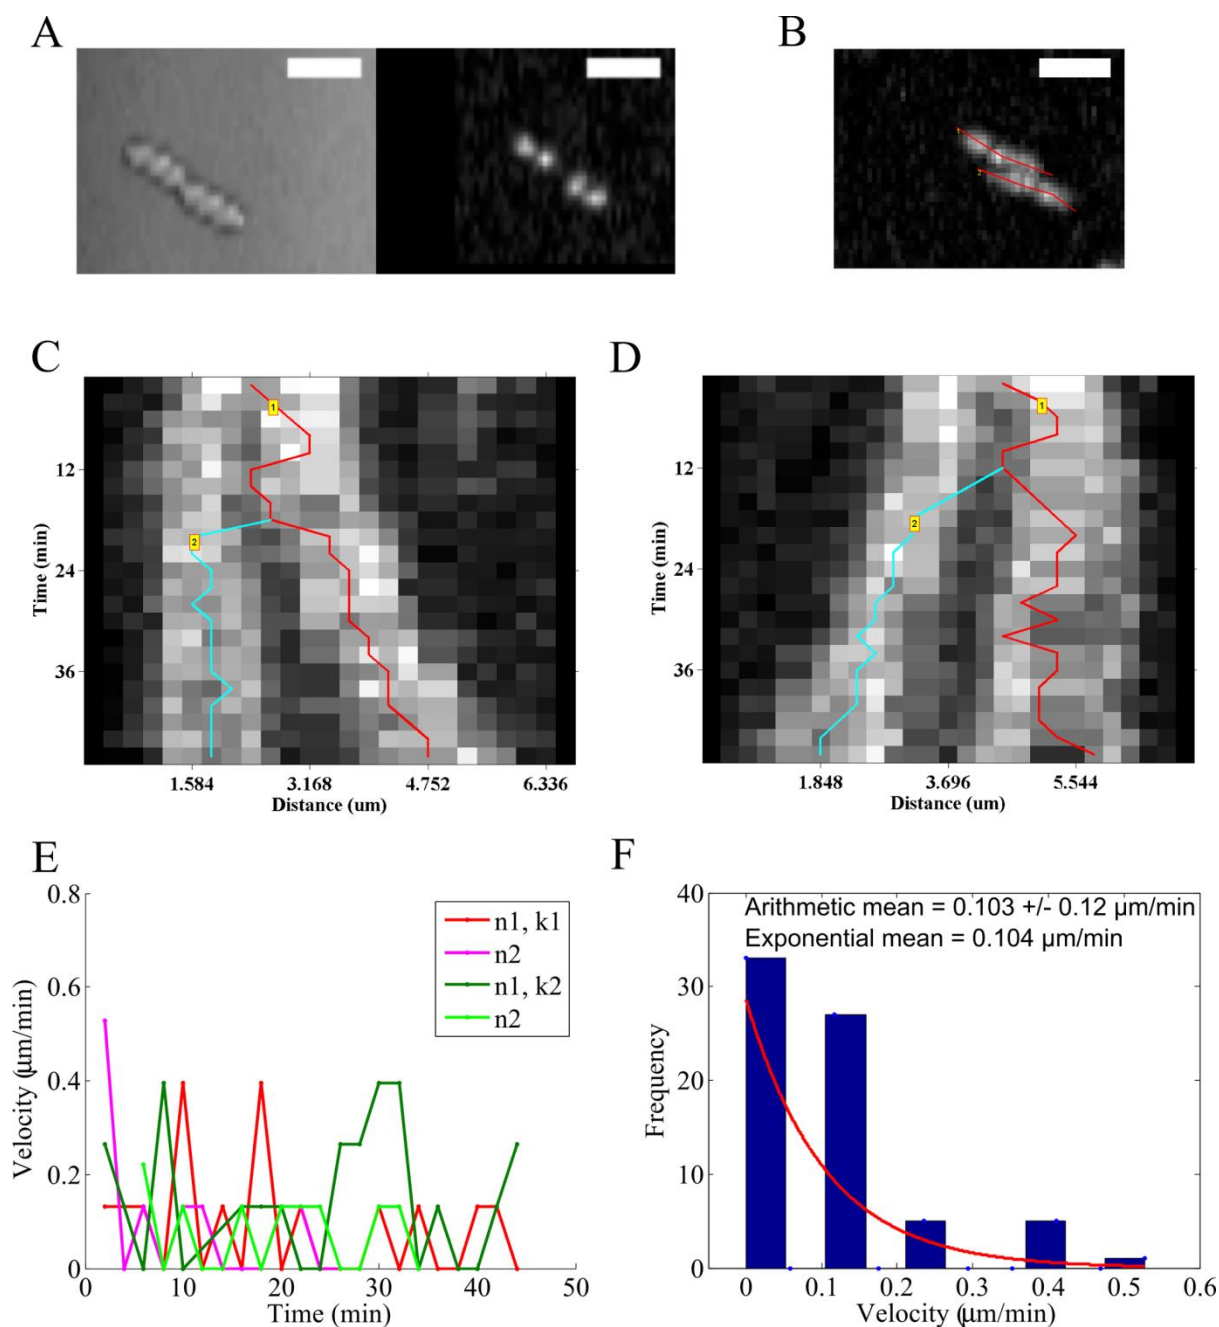 A
B
C
D
1
2
12
24
36
Time (min)
1.584
3.168
4.752
6.336
Distance (um)
1
2
12
24
36
Time (min)
1.848
3.696
5.544
Distance (um)
E
F
0.8
0.6
0.4
0.2
0
Velocity (μm/min)
n1, k1
n2
n1, k2
n2
0
10
20
30
40
50
Time (min)
40
30
20
10
0
Frequency
Arithmetic mean = 0.103 +/- 0.12 μm/min
Exponential mean = 0.104 μm/min
0
0.1
0.2
0.3
0.4
0.5
0.6
Velocity (μm/min)